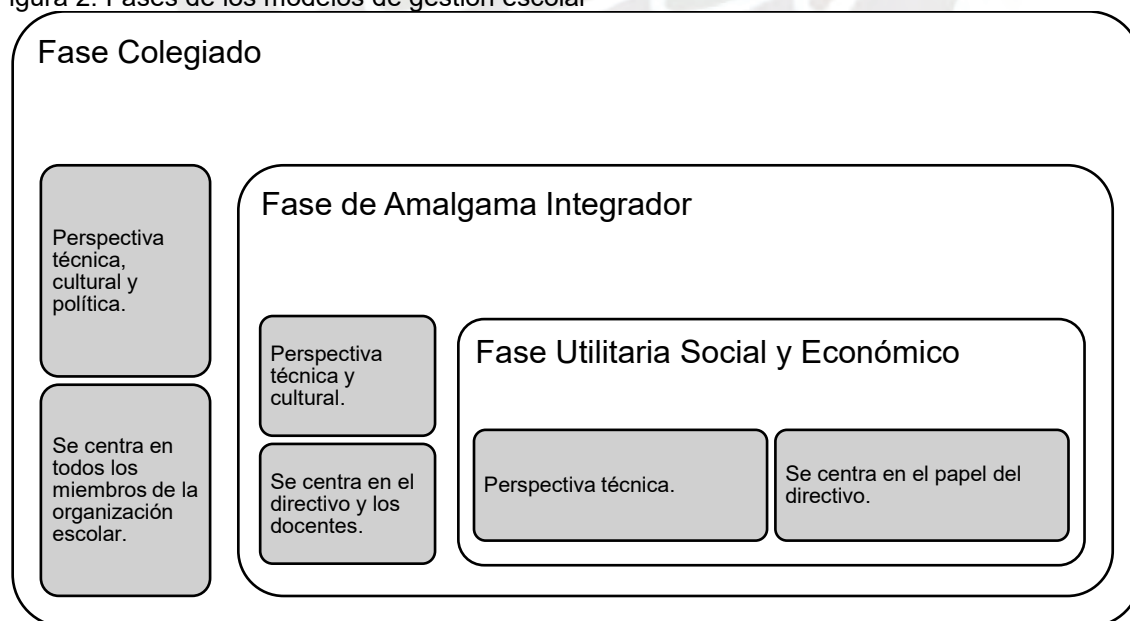 igura 2. Fases de los modelos de gestión escolar
Fase Colegiado
Perspectiva
técnica,
cultural y
política.
Se centra en
todos los
miembros de la
organización
escolar.
Fase de Amalgama Integrador
Perspectiva
técnica y
cultural.
Se centra en el
directivo y los
docentes.
Fase Utilitaria Social y Económico
Perspectiva técnica.
Se centra en el papel del
directivo.